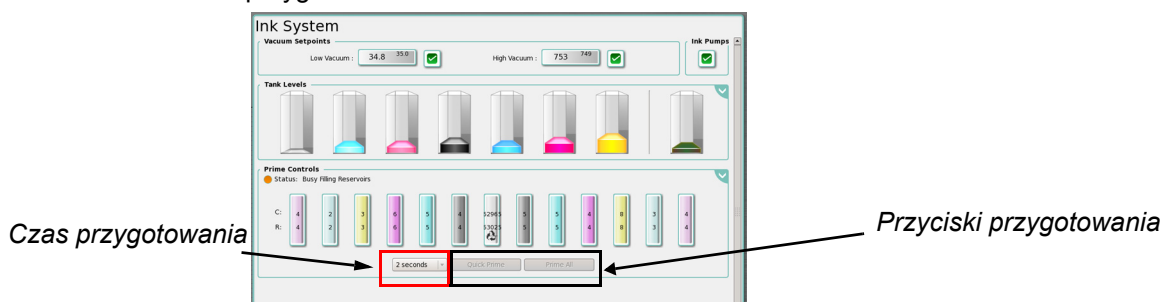 Ink System
Vacuum Setpoints
Ink Pumps
Low Vacuum : 34.8 35.0 High Vacuum : 753 749
Tank Levels
Prime Controls
Status: Busy Filling Reservoirs
C: 4 2 3 6 5 4 62965 5 5 4 8 3 4
R: 4 2 3 6 5 4 63025 5 5 4 8 3 4
Czas przygotowania
Przyciski przygotowania
2 seconds Quick Prime Prime All